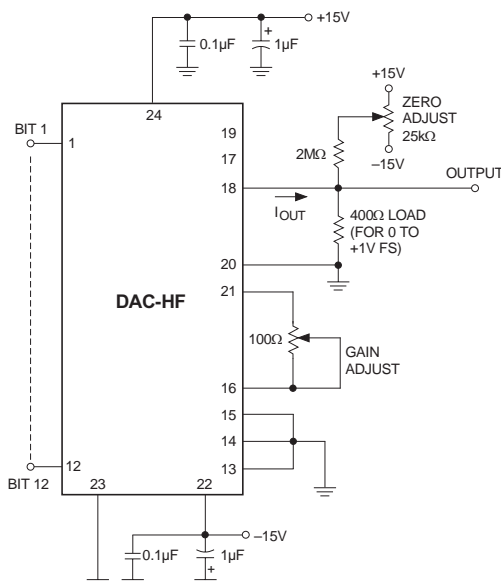 +15V
0.1µF
+
1µF
24
BIT 1
1
19
17
18
I OUT
2MΩ
+15V
ZERO
ADJUST
25kΩ
–15V
OUTPUT
400Ω LOAD
(FOR 0 TO
+1V FS)
20
21
DAC-HF
100Ω
GAIN
ADJUST
16
15
14
13
12
BIT 12
23
22
–15V
0.1µF
1µF
+